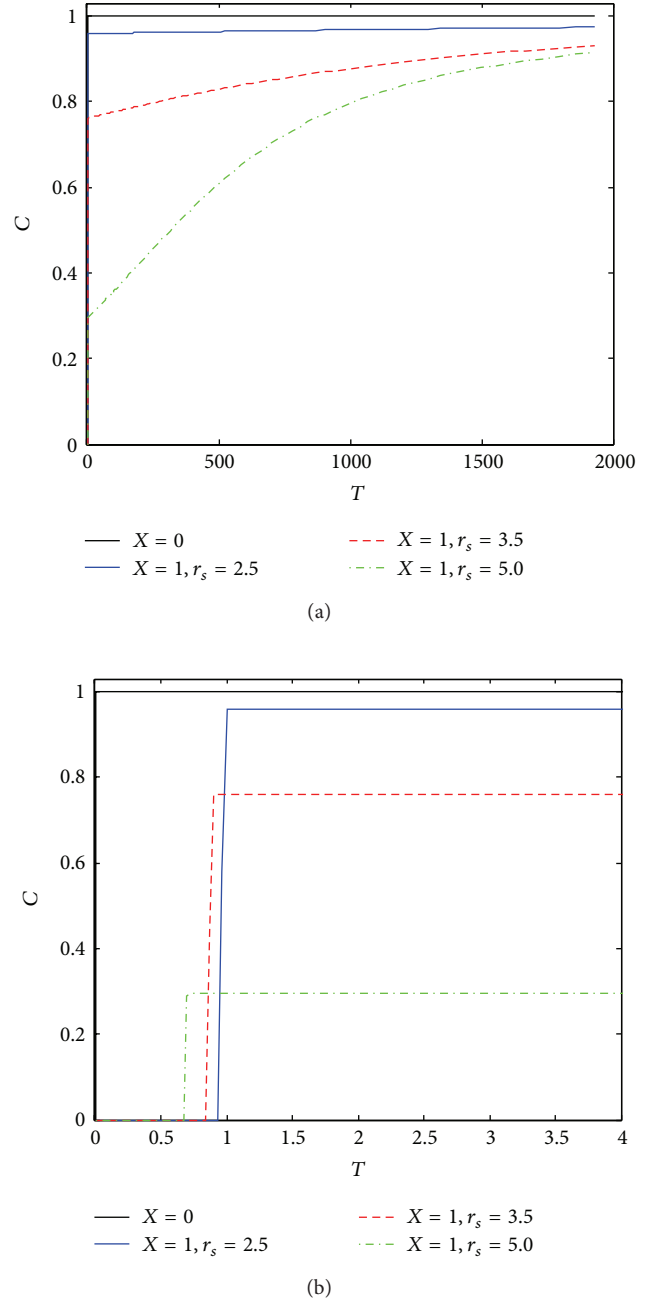 1
0.8
0.6
C
0.4
0.2
0
0 500 1000 1500 2000
T
X = 0 X = 1, r_s = 3.5
X = 1, r_s = 2.5 X = 1, r_s = 5.0
(a)
1
0.8
0.6
C
0.4
0.2
0
0 0.5 1 1.5 2 2.5 3 3.5 4
T
X = 0 X = 1, r_s = 3.5
X = 1, r_s = 2.5 X = 1, r_s = 5.0
(b)